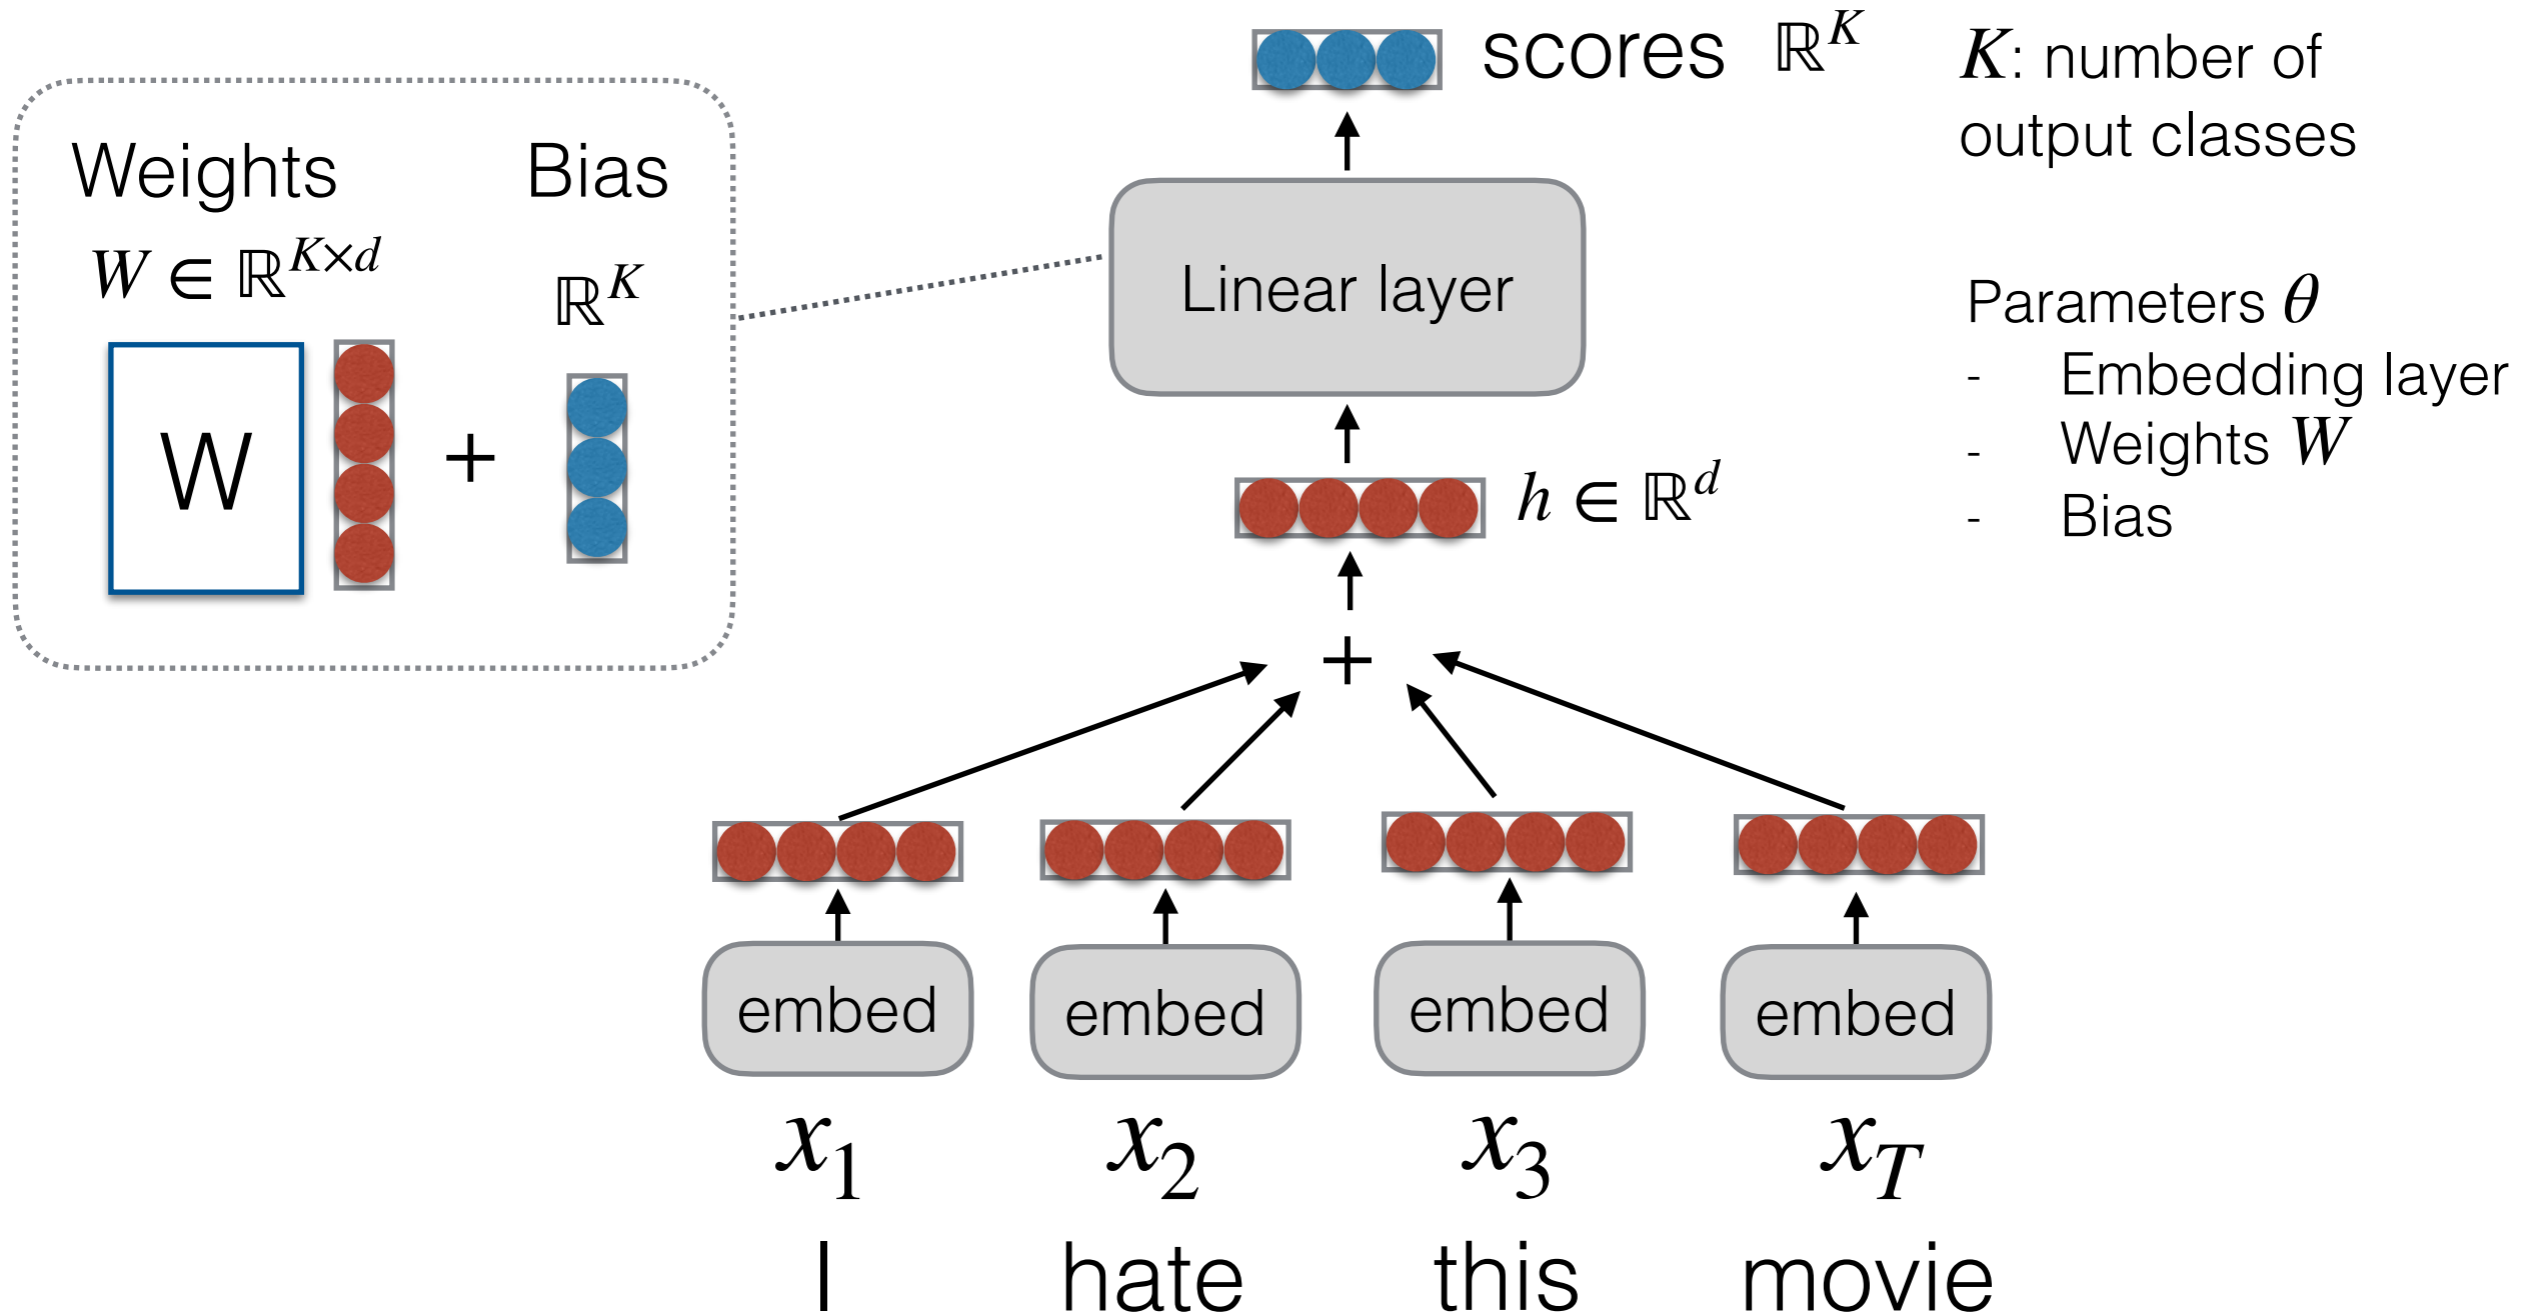 scores ℝ^K
K: number of
output classes
Weights
W ∈ ℝ^{K×d}
Bias
ℝ^K
W
+
Linear layer
Parameters θ
- Embedding layer
- Weights W
- Bias
h ∈ ℝ^d
+
embed embed embed embed
x_1 x_2 x_3 x_T
I hate this movie